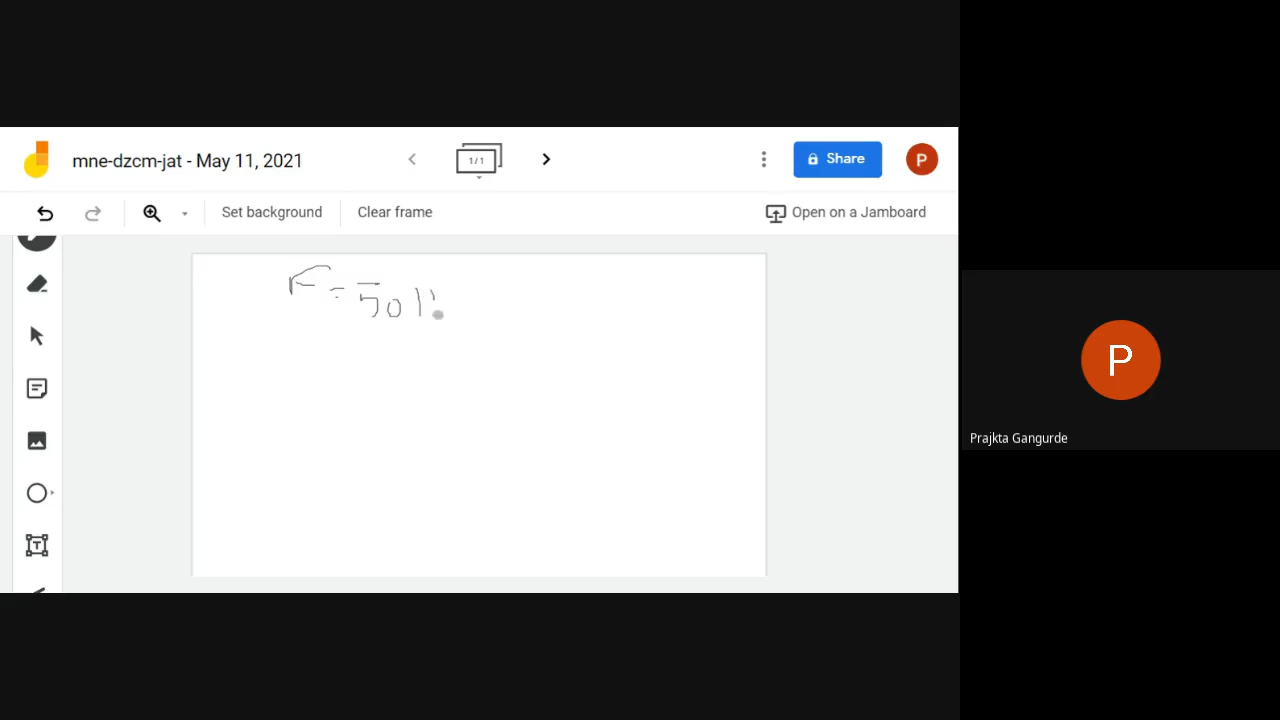 mne-dzcm-jat - May 11, 2021
1/1
Share
P
Set background
Clear frame
Open on a Jamboard
T
P
Prajkta Gangurde